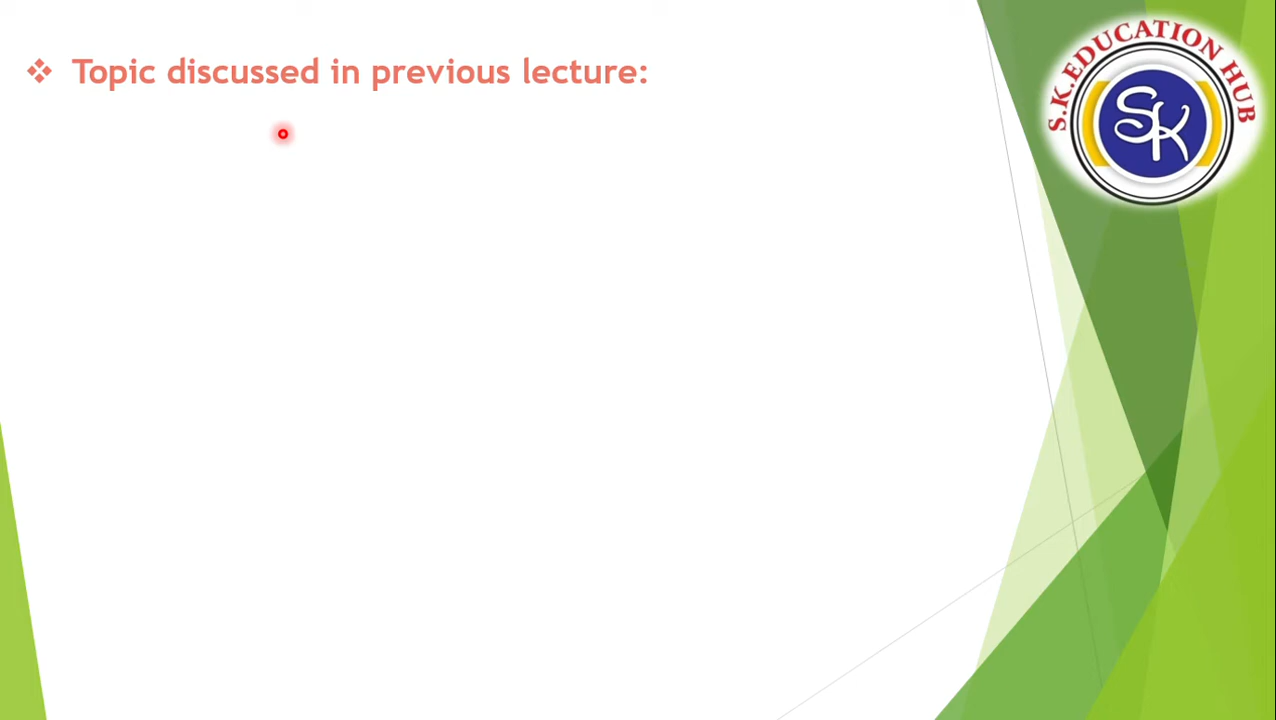 ❖ Topic discussed in previous lecture:
S.K.EDUCATION HUB
SK